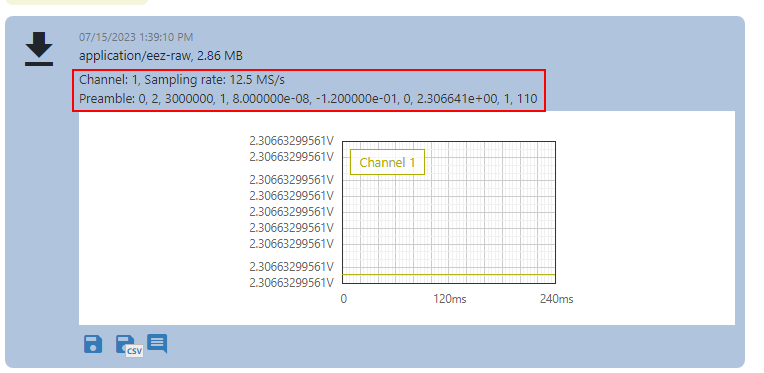 07/15/2023 1:39:10 PM
application/eez-raw, 2.86 MB
Channel: 1, Sampling rate: 12.5 MS/s
Preamble: 0, 2, 3000000, 1, 8.000000e-08, -1.200000e-01, 0, 2.306641e+00, 1, 110
2.30663299561V
2.30663299561V
2.30663299561V
2.30663299561V
2.30663299561V
2.30663299561V
2.30663299561V
2.30663299561V
2.30663299561V
Channel 1
0 120ms 240ms
CSV